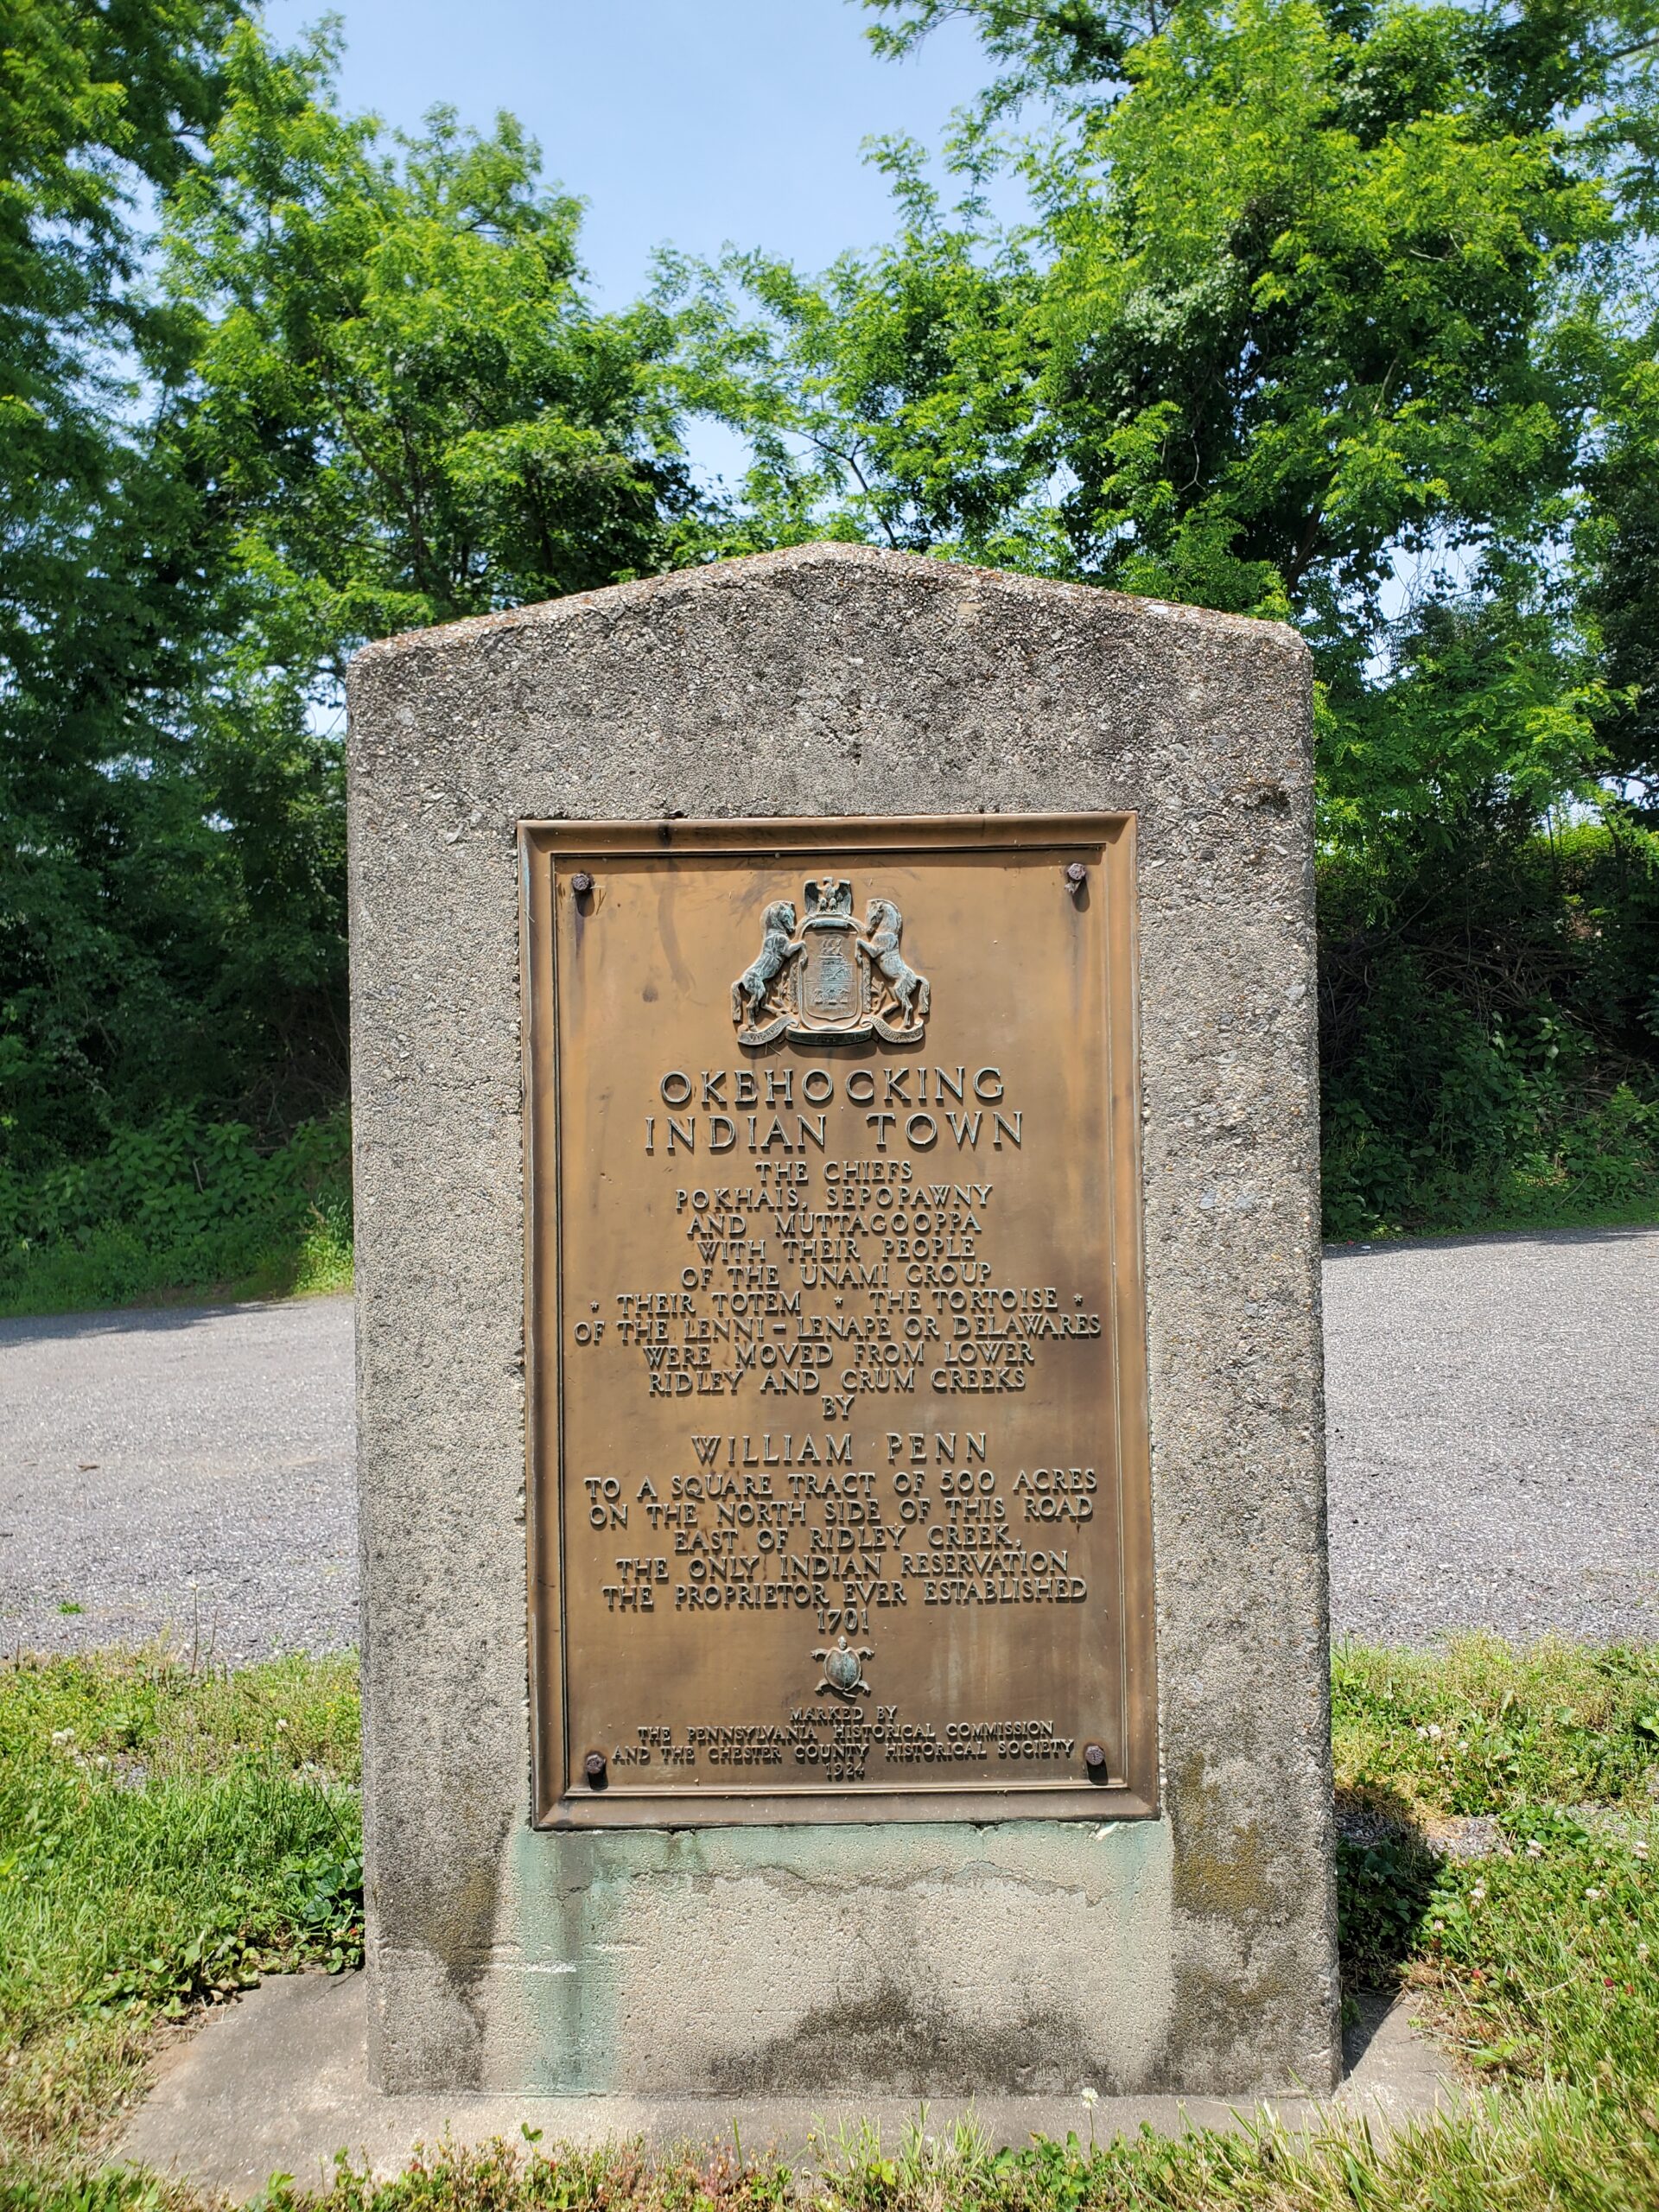 OKEHOCKING
INDIAN TOWN
THE CHIEFS
POKHAIS, SEPOPAWNY
AND MUTTAGOOPPA
WITH THEIR PEOPLE
OF THE UNAMI GROUP
* THEIR TOTEM * THE TORTOISE *
OF THE LENNI-LENAPE OR DELAWARES
WERE MOVED FROM LOWER
RIDLEY AND CRUM CREEKS
BY
WILLIAM PENN
TO A SQUARE TRACT OF 500 ACRES
ON THE NORTH SIDE OF THIS ROAD
EAST OF RIDLEY CREEK,
THE ONLY INDIAN RESERVATION
THE PROPRIETOR EVER ESTABLISHED
1701
MARKED BY
THE PENNSYLVANIA HISTORICAL COMMISSION
AND THE CHESTER COUNTY HISTORICAL SOCIETY
1924